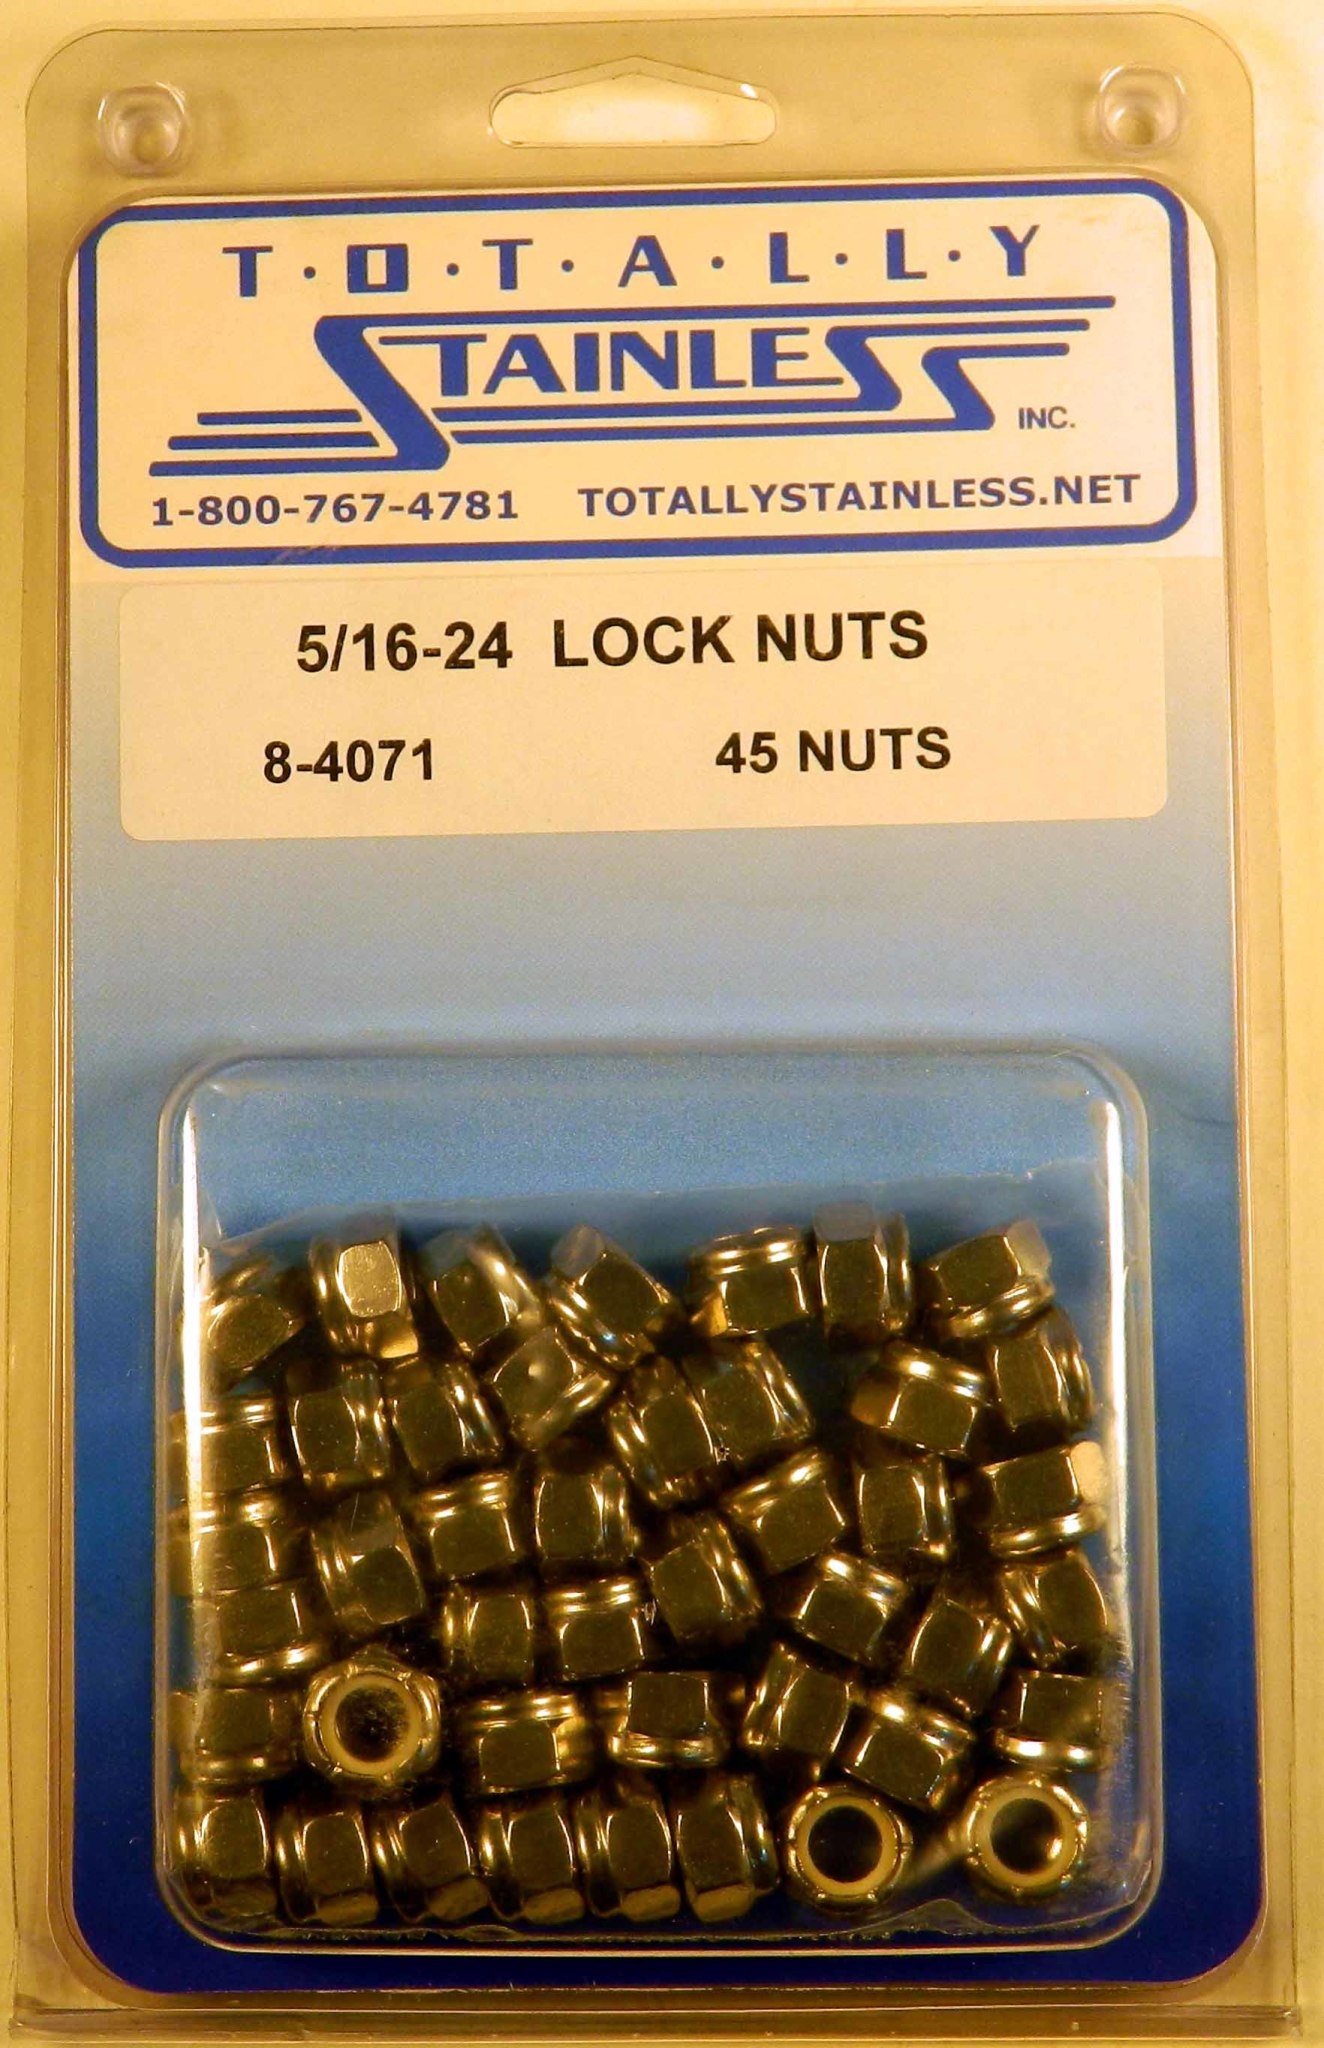 T·O·T·A·L·L·Y
STAINLESS
INC.
1-800-767-4781 TOTALLYSTAINLESS.NET
5/16-24 LOCK NUTS
8-4071 45 NUTS